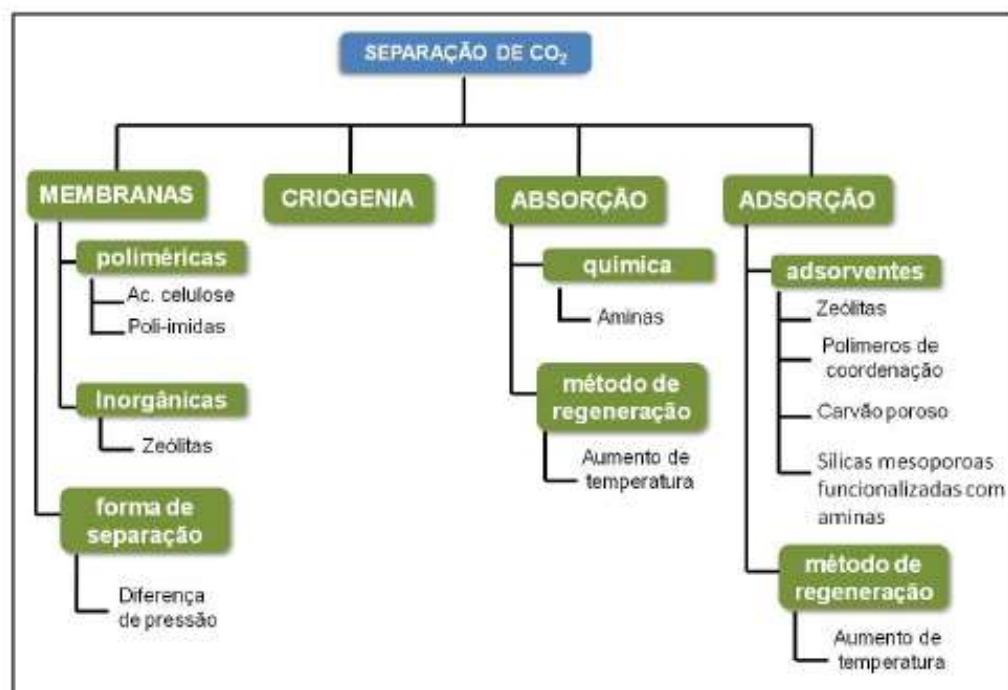 SEPARAÇÃO DE CO₂
MEMBRANAS
poliméricas
Ac. celulose
Poli-imidas
Inorgânicas
Zeólitas
forma de
separação
Diferença
de pressão
CRIOGENIA
ABSORÇÃO
química
Aminas
método de
regeneração
Aumento de
temperatura
ADSORÇÃO
adsorventes
Zeólitas
Polimeros de
coordenação
Carvão poroso
Silicas mesoporoas
funcionalizadas com
aminas
método de
regeneração
Aumento de
temperatura